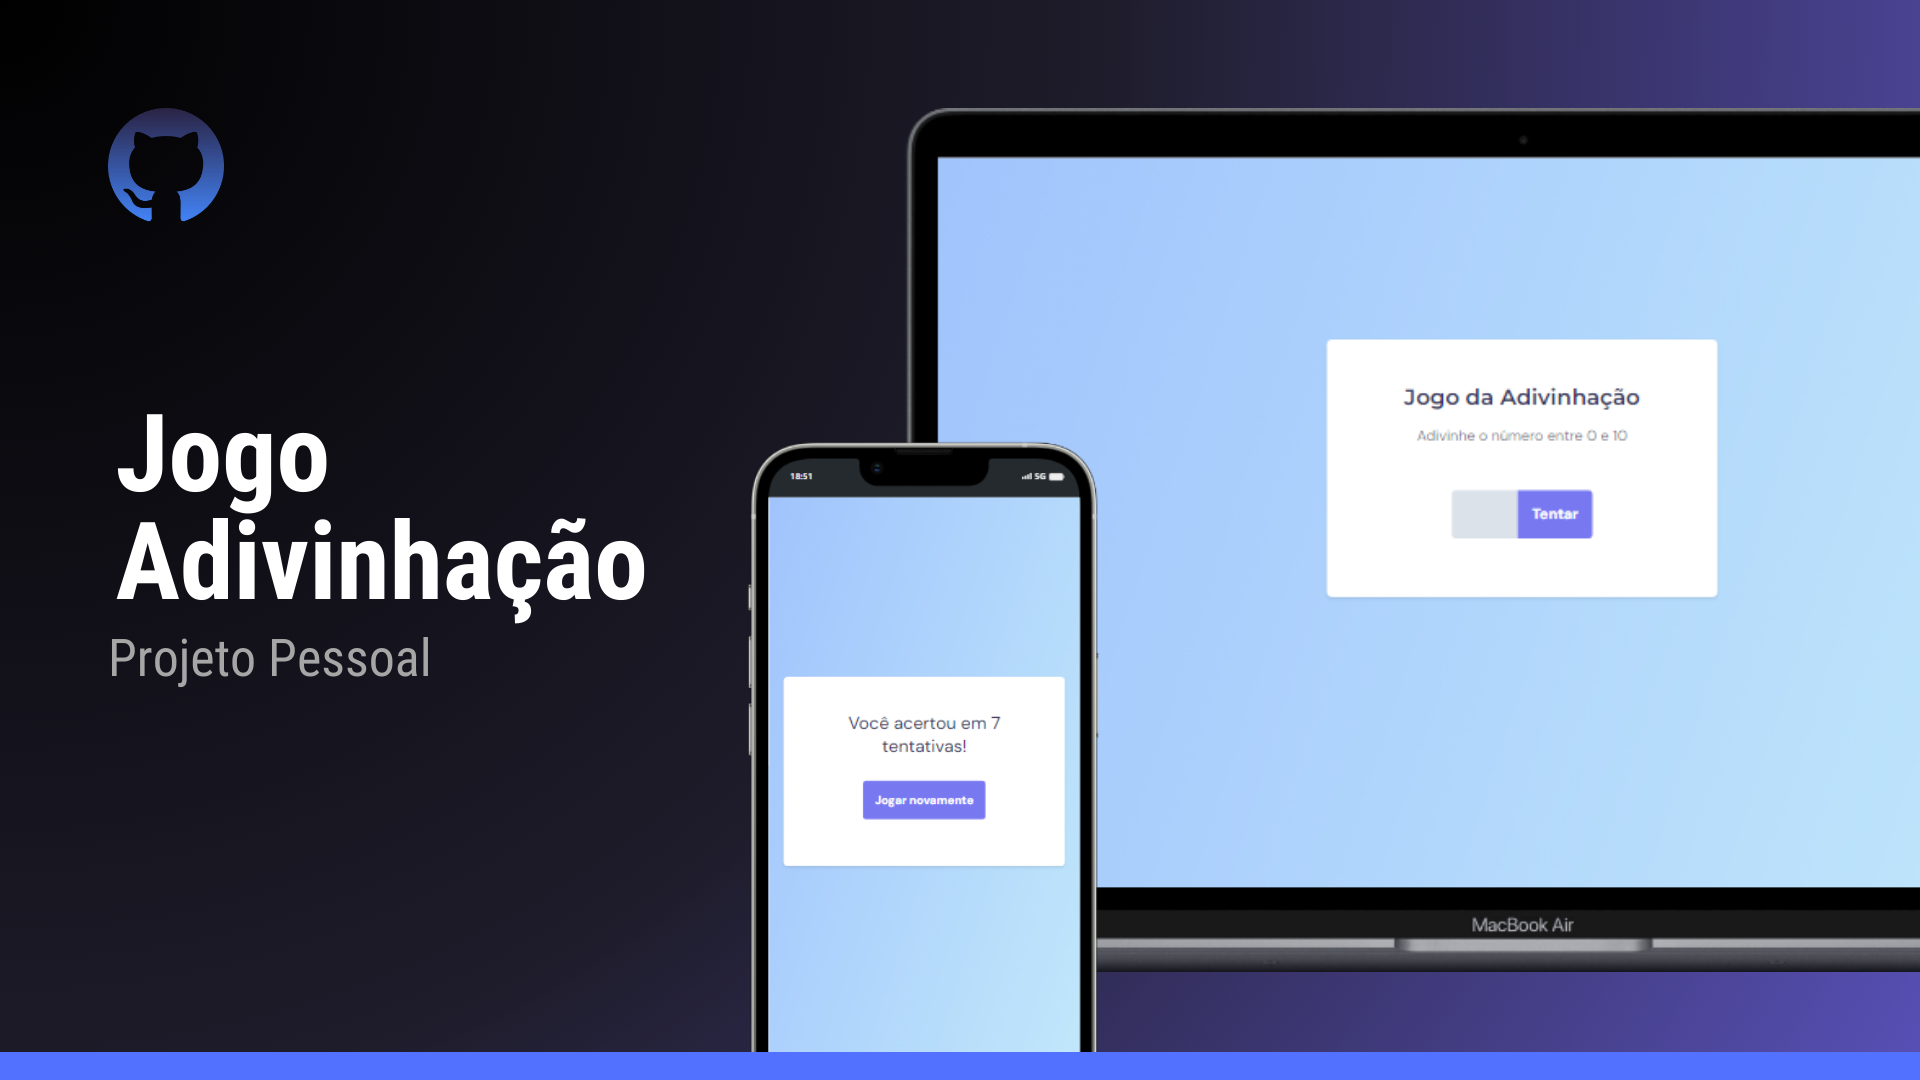 Jogo
Adivinhação
Projeto Pessoal
18:51
5G
Você acertou em 7
tentativas!
Jogar novamente
Jogo da Adivinhação
Adivinhe o número entre 0 e 10
Tentar
MacBook Air